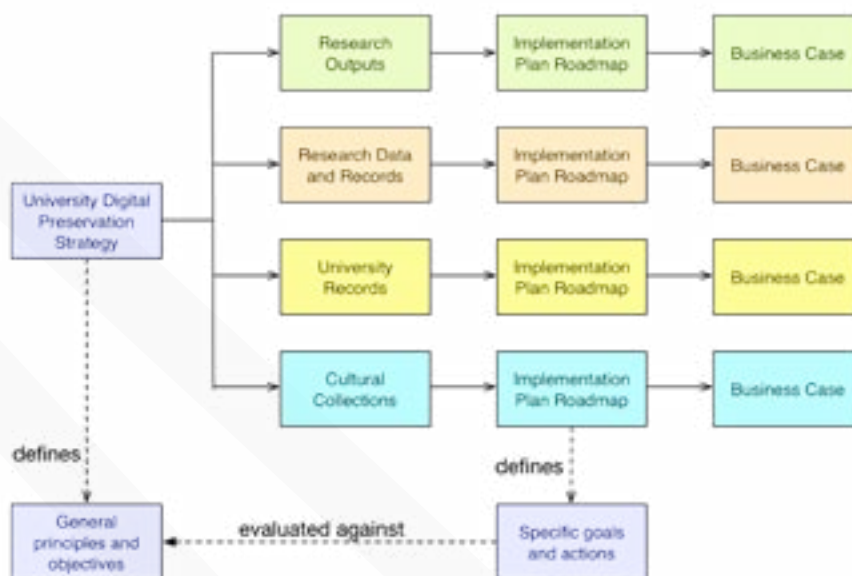 Research
Outputs
Implementation
Plan Roadmap
Business Case
Research Data
and Records
Implementation
Plan Roadmap
Business Case
University Digital
Preservation
Strategy
University
Records
Implementation
Plan Roadmap
Business Case
Cultural
Collections
Implementation
Plan Roadmap
Business Case
defines
defines
General
principles and
objectives
evaluated against
Specific goals
and actions